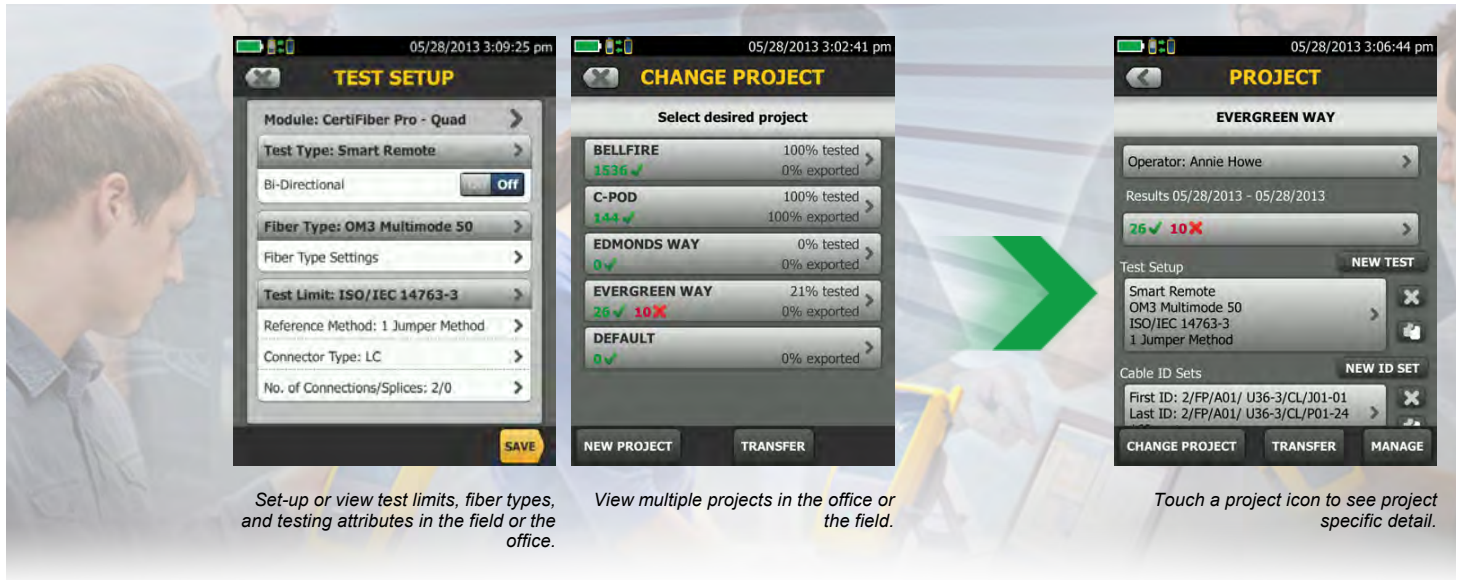 05/28/2013 3:09:25 pm
TEST SETUP
Module: CertiFiber Pro - Quad
Test Type: Smart Remote
Bi-Directional
Off
Fiber Type: OM3 Multimode 50
Fiber Type Settings
Test Limit: ISO/IEC 14763-3
Reference Method: 1 Jumper Method
Connector Type: LC
No. of Connections/Splices: 2/0
SAVE
Set-up or view test limits, fiber types,
and testing attributes in the field or the
office.
05/28/2013 3:02:41 pm
CHANGE PROJECT
Select desired project
BELLFIRE 100% tested
1536 ✓ 0% exported
C-POD 100% tested
144 ✓ 100% exported
EDMONDS WAY 0% tested
0 ✓ 0% exported
EVERGREEN WAY 21% tested
26 ✓ 10 ✗ 0% exported
DEFAULT
0 ✓ 0% exported
NEW PROJECT TRANSFER
View multiple projects in the office or
the field.
05/28/2013 3:06:44 pm
PROJECT
EVERGREEN WAY
Operator: Annie Howe
Results 05/28/2013 - 05/28/2013
26 ✓ 10 ✗
Test Setup NEW TEST
Smart Remote
OM3 Multimode 50
ISO/IEC 14763-3
1 Jumper Method
Cable ID Sets NEW ID SET
First ID: 2/FP/A01/ U36-3/CL/J01-01
Last ID: 2/FP/A01/ U36-3/CL/P01-24
CHANGE PROJECT TRANSFER MANAGE
Touch a project icon to see project
specific detail.